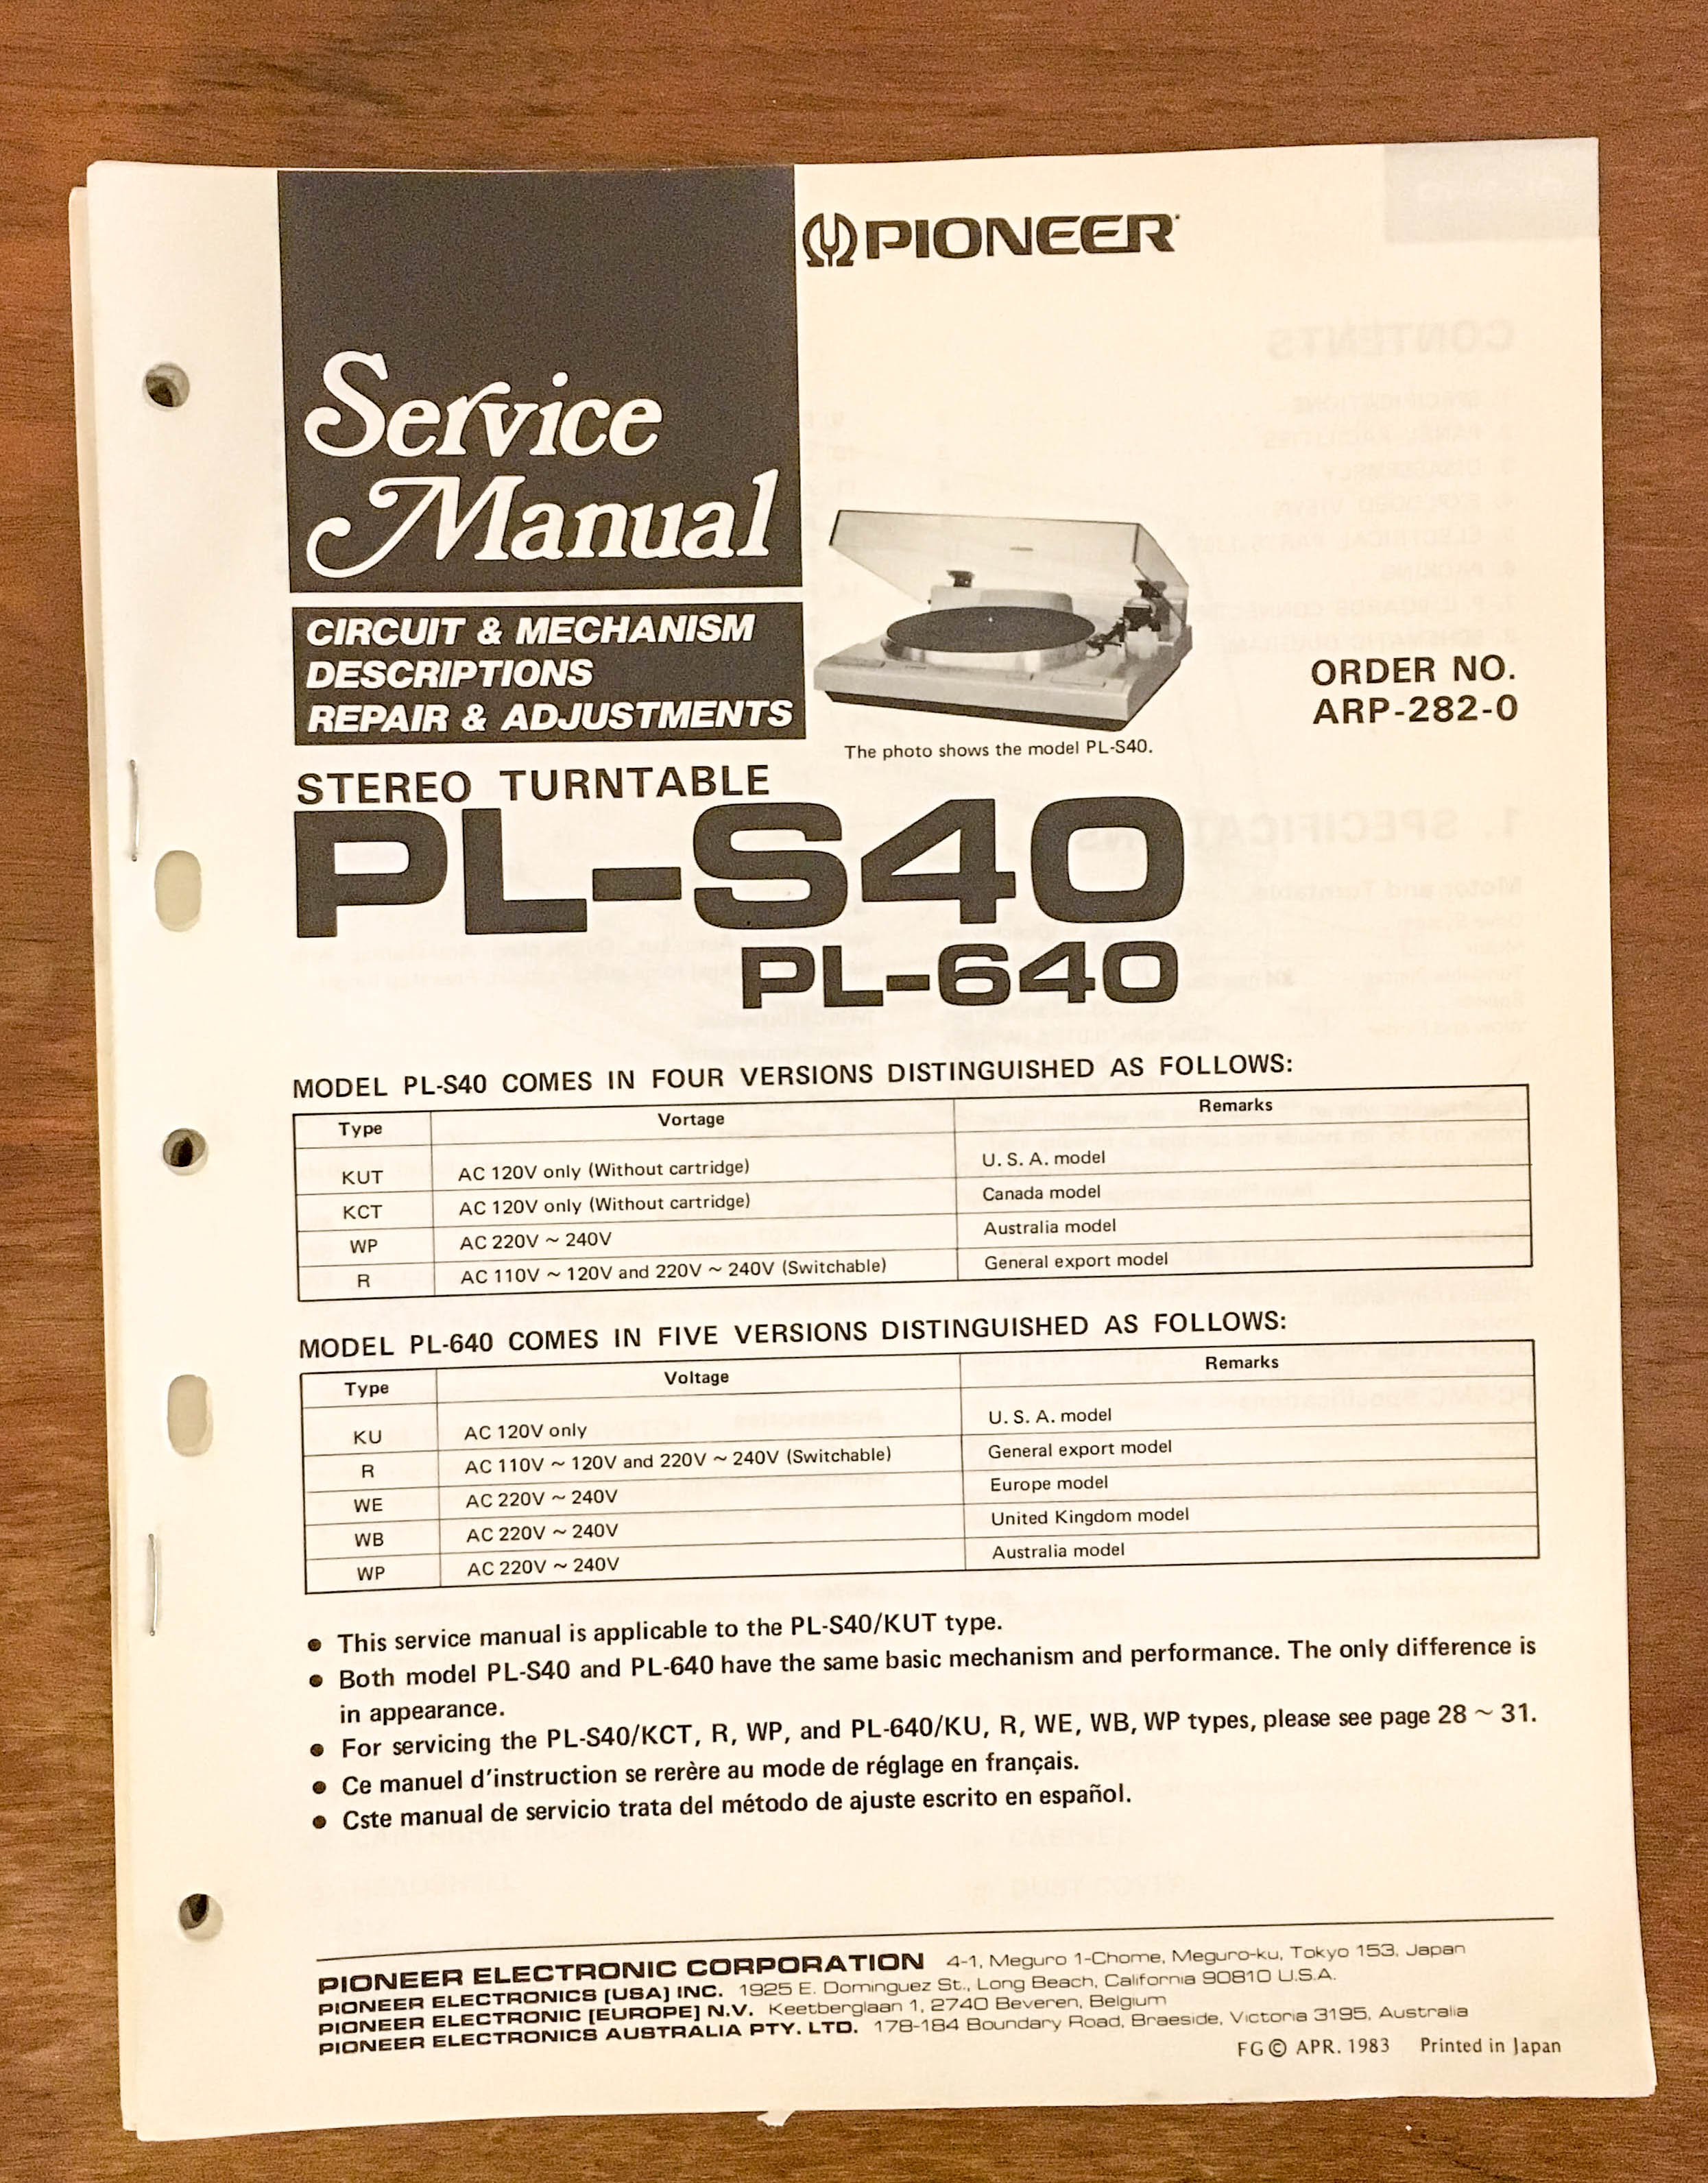 PIONEER
Service
Manual
CIRCUIT & MECHANISM
DESCRIPTIONS
REPAIR & ADJUSTMENTS
The photo shows the model PL-S40.
ORDER NO.
ARP-282-0
STEREO TURNTABLE
PL-S40
PL-640
MODEL PL-S40 COMES IN FOUR VERSIONS DISTINGUISHED AS FOLLOWS:
Type Vortage Remarks
KUT AC 120V only (Without cartridge) U. S. A. model
KCT AC 120V only (Without cartridge) Canada model
WP AC 220V ~ 240V Australia model
R AC 110V ~ 120V and 220V ~ 240V (Switchable) General export model
MODEL PL-640 COMES IN FIVE VERSIONS DISTINGUISHED AS FOLLOWS:
Type Voltage Remarks
KU AC 120V only U. S. A. model
R AC 110V ~ 120V and 220V ~ 240V (Switchable) General export model
WE AC 220V ~ 240V Europe model
WB AC 220V ~ 240V United Kingdom model
WP AC 220V ~ 240V Australia model
● This service manual is applicable to the PL-S40/KUT type.
● Both model PL-S40 and PL-640 have the same basic mechanism and performance. The only difference is
in appearance.
● For servicing the PL-S40/KCT, R, WP, and PL-640/KU, R, WE, WB, WP types, please see page 28 ~ 31.
● Ce manuel d'instruction se rerère au mode de réglage en français.
● Cste manual de servicio trata del método de ajuste escrito en español.
PIONEER ELECTRONIC CORPORATION 4-1, Meguro 1-Chome, Meguro-ku, Tokyo 153, Japan
PIONEER ELECTRONICS [USA] INC. 1925 E. Dominguez St., Long Beach, California 90810 U.S.A.
PIONEER ELECTRONIC [EUROPE] N.V. Keetberglaan 1, 2740 Beveren, Belgium
PIONEER ELECTRONICS AUSTRALIA PTY. LTD. 178-184 Boundary Road, Braeside, Victoria 3195, Australia
FG © APR. 1983 Printed in Japan